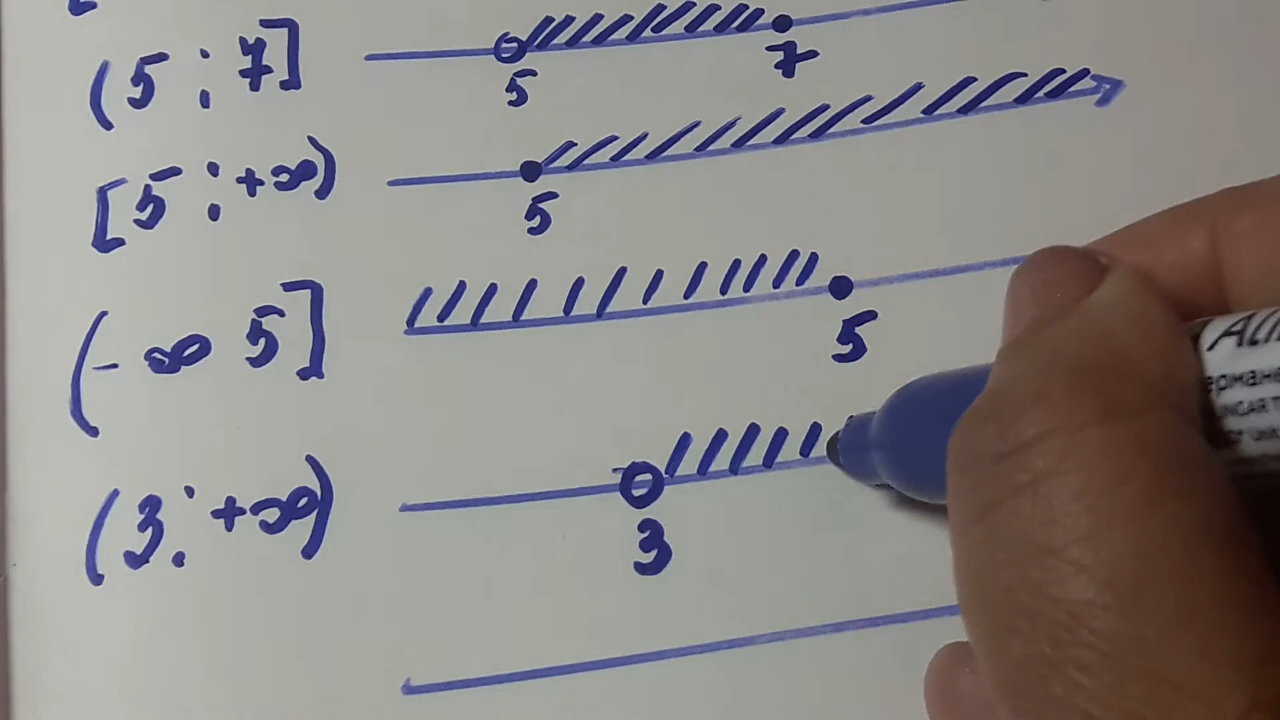 (5 ; 7]
5
7
[5 ; +∞)
5
(-∞ 5]
5
(3 ; +∞)
3